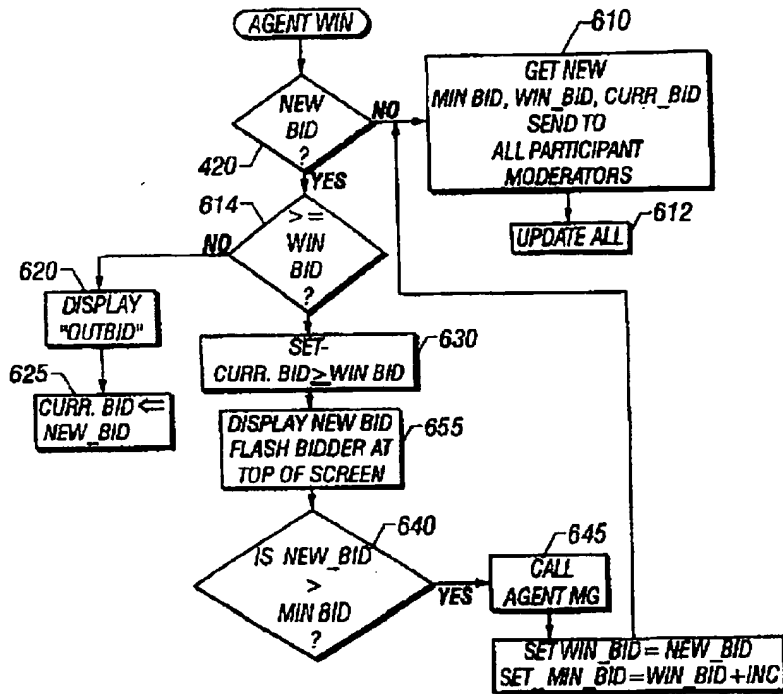 AGENT WIN
610
GET NEW
MIN BID, WIN_BID, CURR_BID
SEND TO
ALL PARTICIPANT
MODERATORS
NEW
BID
?
NO
420
YES
612
UPDATE ALL
614
>=
WIN
BID
?
NO
620
DISPLAY
"OUTBID"
625
CURR. BID ⇐
NEW_BID
630
SET-
CURR. BID ≥ WIN BID
655
DISPLAY NEW BID
FLASH BIDDER AT
TOP OF SCREEN
640
IS NEW_BID
>
MIN BID
?
YES
645
CALL
AGENT MG
SET WIN_BID = NEW_BID
SET_MIN_BID = WIN_BID + INC